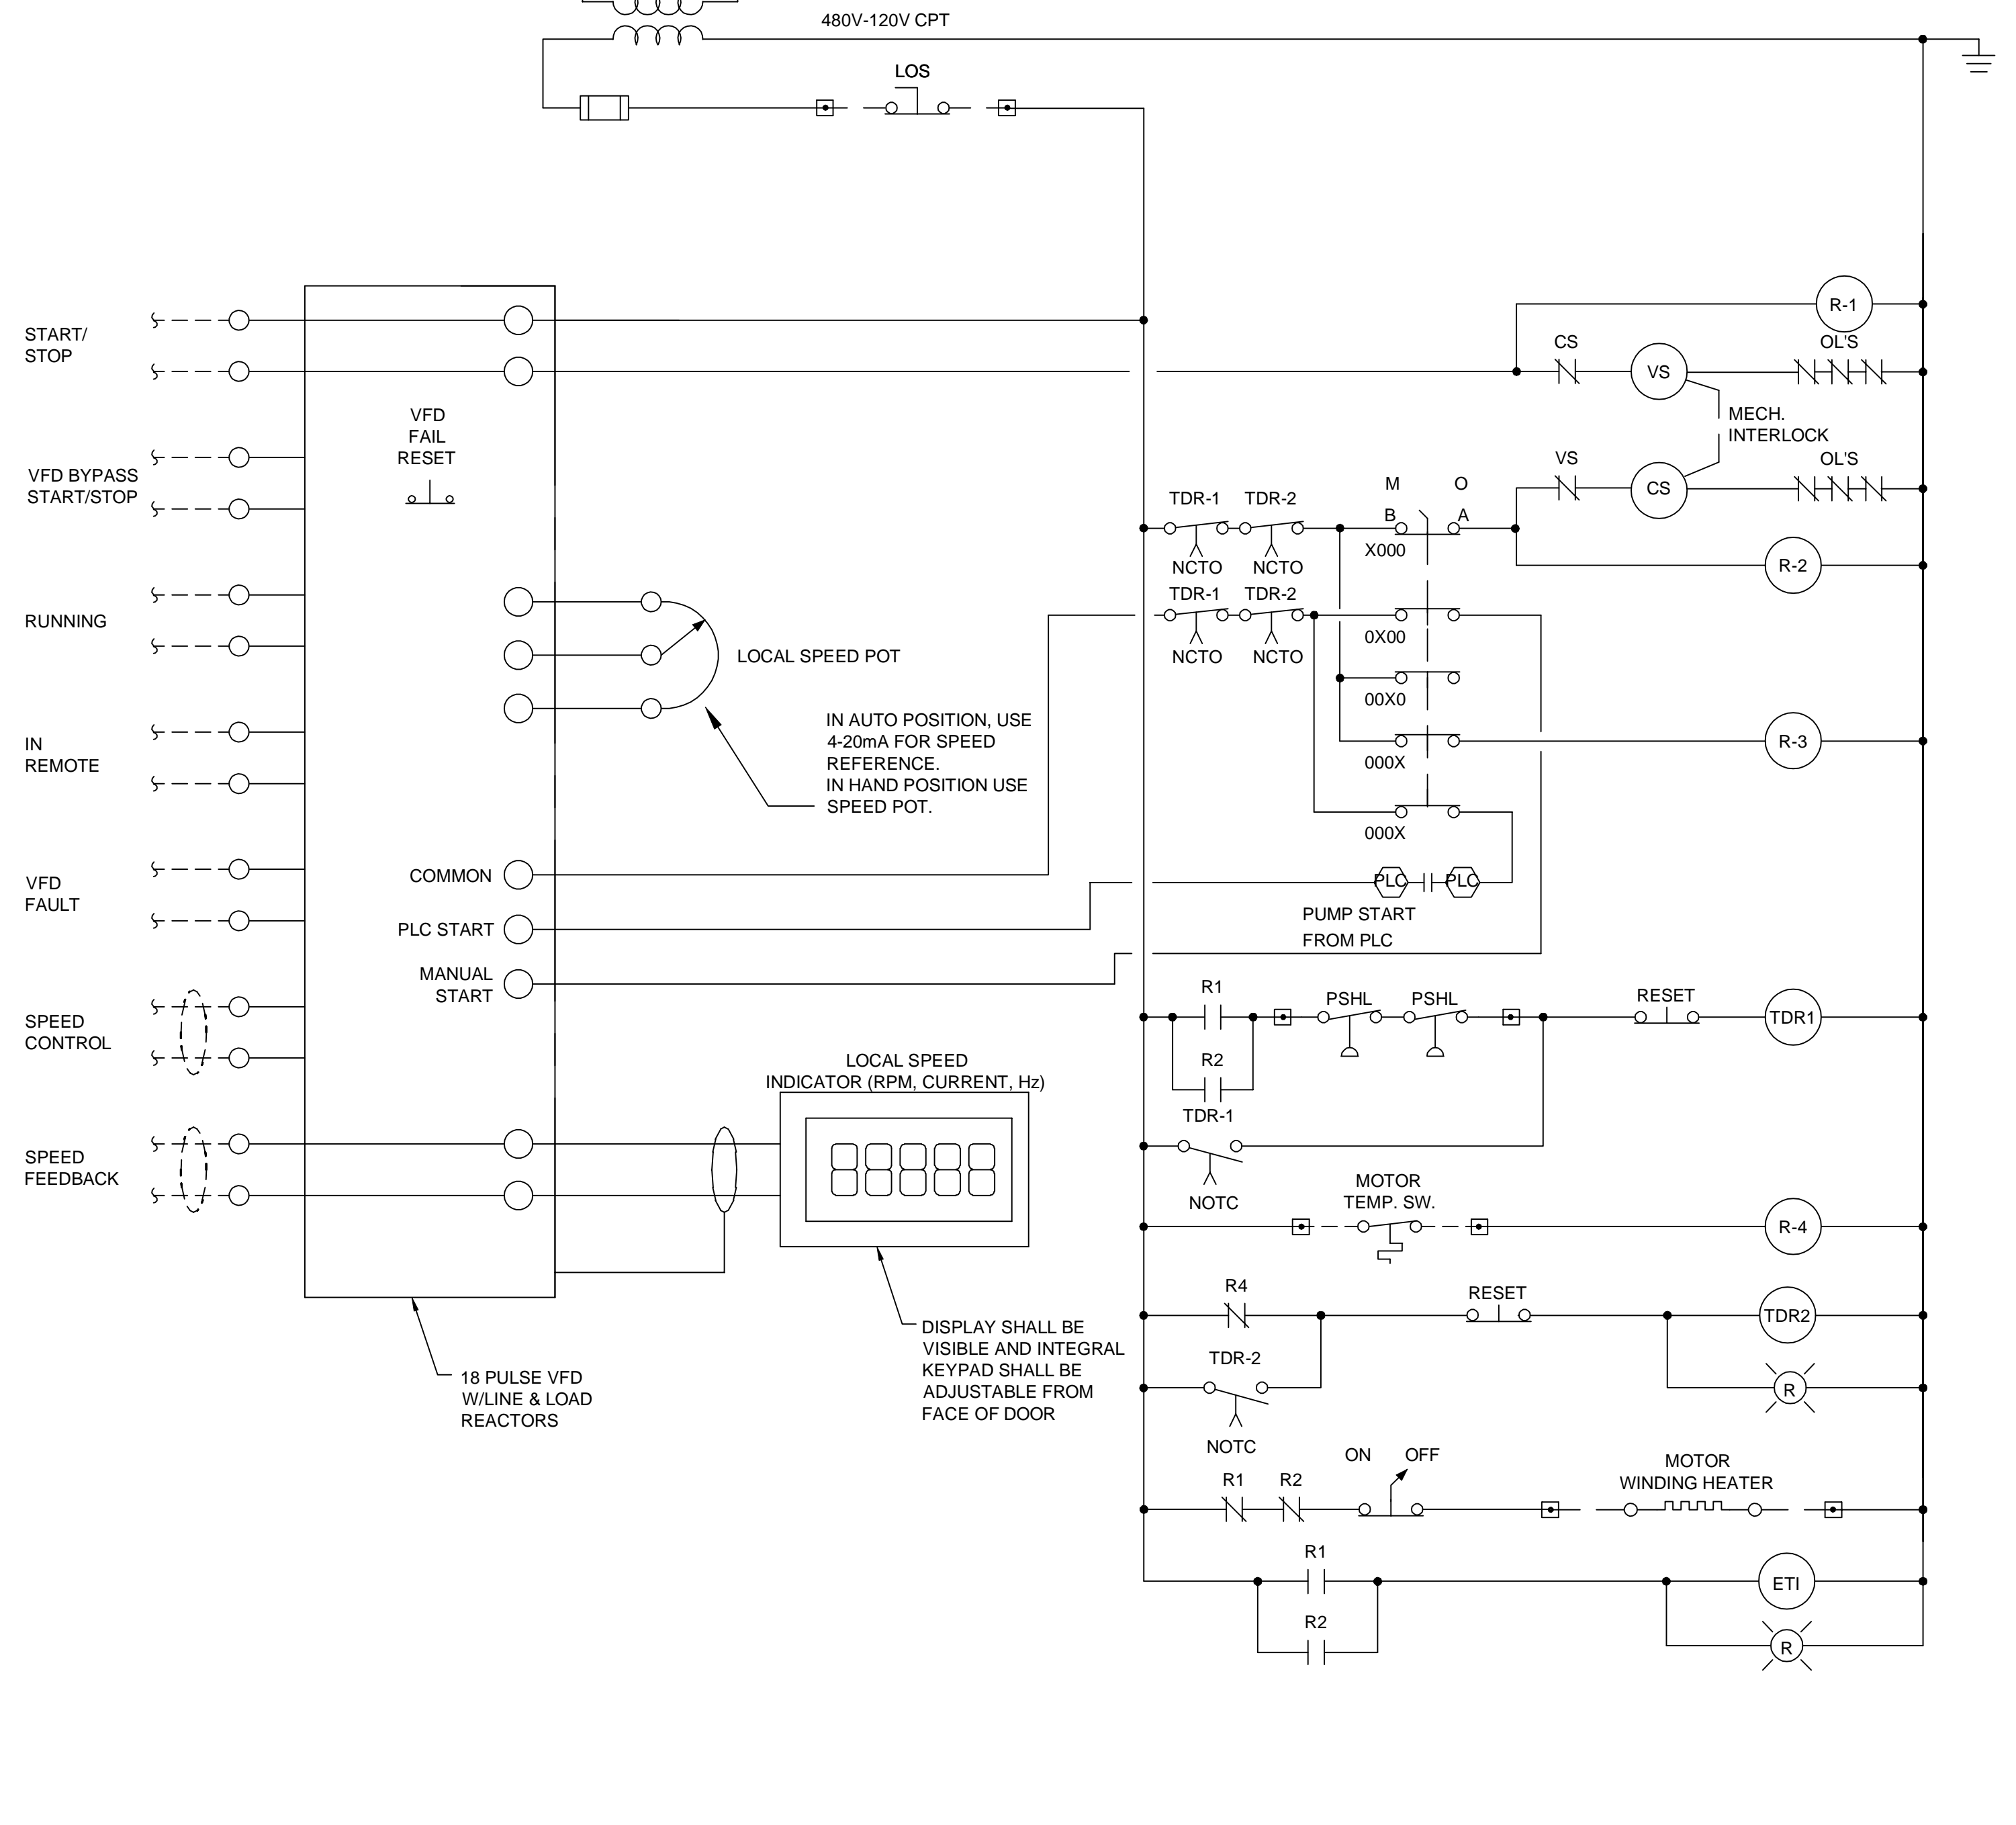 480V-120V CPT
LOS
START/
STOP
VFD BYPASS
START/STOP
RUNNING
IN
REMOTE
VFD
FAULT
SPEED
CONTROL
SPEED
FEEDBACK
VFD
FAIL
RESET
COMMON
PLC START
MANUAL
START
LOCAL SPEED POT
IN AUTO POSITION, USE
4-20mA FOR SPEED
REFERENCE.
IN HAND POSITION USE
SPEED POT.
LOCAL SPEED
INDICATOR (RPM, CURRENT, Hz)
88888
18 PULSE VFD
W/LINE & LOAD
REACTORS
DISPLAY SHALL BE
VISIBLE AND INTEGRAL
KEYPAD SHALL BE
ADJUSTABLE FROM
FACE OF DOOR
R-1
CS
VS
OL'S
MECH.
INTERLOCK
VS
CS
OL'S
TDR-1
TDR-2
M
O
B
A
X000
NCTO
NCTO
R-2
TDR-1
TDR-2
0X00
NCTO
NCTO
00X0
R-3
000X
000X
PLC
PLC
PUMP START
FROM PLC
R1
PSHL
PSHL
RESET
TDR1
R2
TDR-1
NOTC
MOTOR
TEMP. SW.
R-4
R4
RESET
TDR2
TDR-2
R
NOTC
ON
OFF
R1
R2
MOTOR
WINDING HEATER
R1
ETI
R2
R